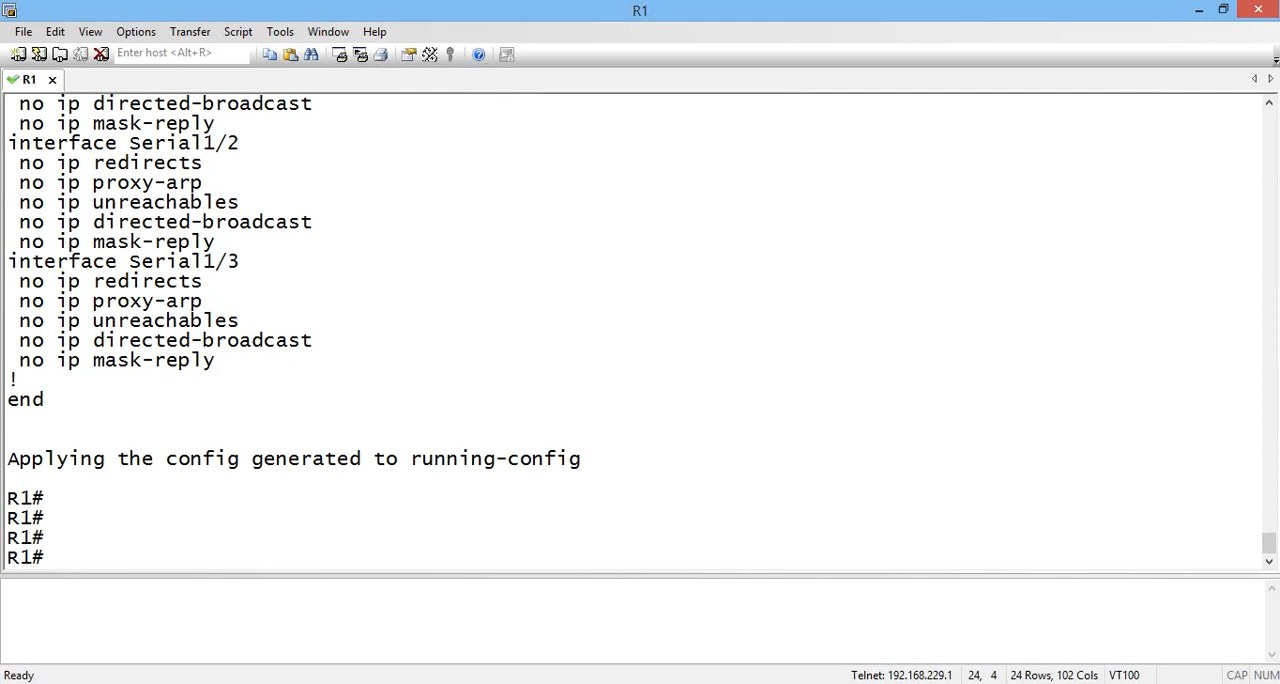 R1
File Edit View Options Transfer Script Tools Window Help
Enter host <Alt+R>
R1
no ip directed-broadcast
no ip mask-reply
interface Serial1/2
no ip redirects
no ip proxy-arp
no ip unreachables
no ip directed-broadcast
no ip mask-reply
interface Serial1/3
no ip redirects
no ip proxy-arp
no ip unreachables
no ip directed-broadcast
no ip mask-reply
!
end
Applying the config generated to running-config
R1#
R1#
R1#
R1#
Ready Telnet: 192.168.229.1 24, 4 24 Rows, 102 Cols VT100 CAP NUM